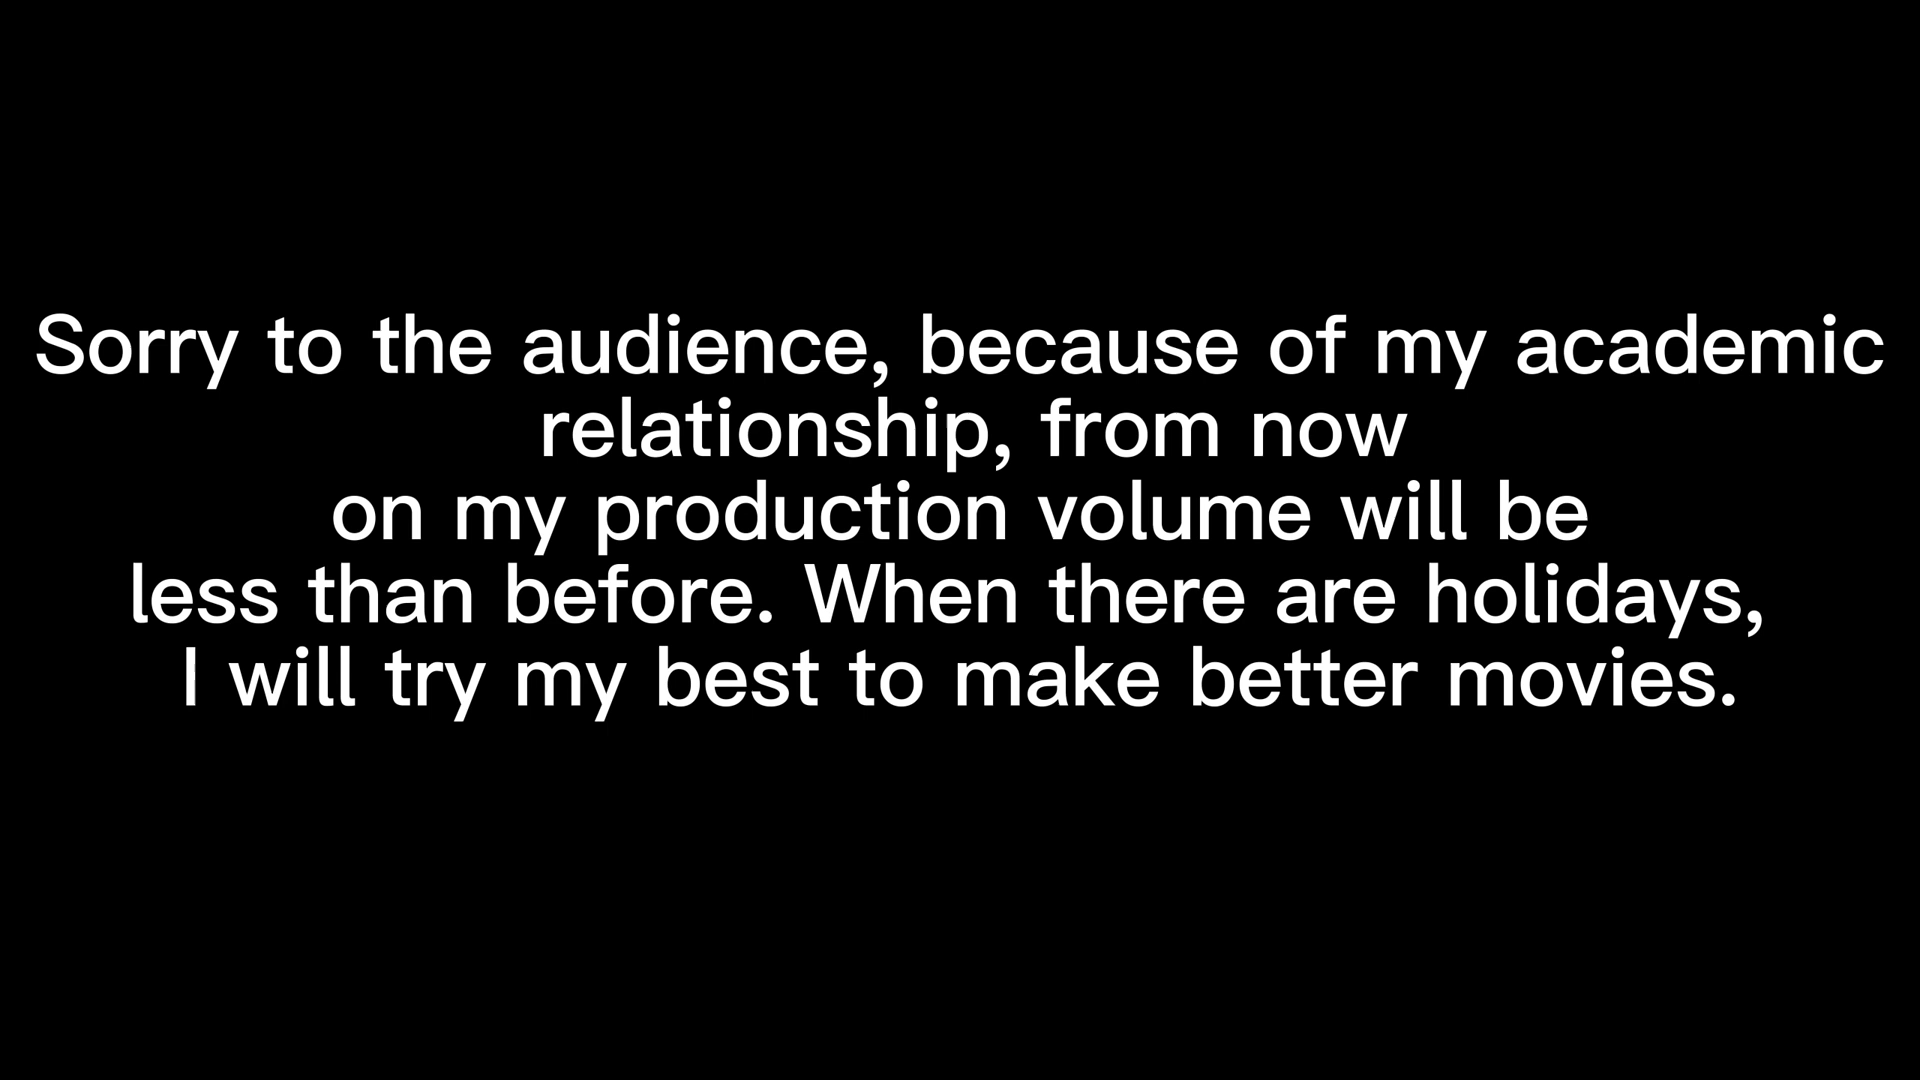 Sorry to the audience, because of my academic
relationship, from now
on my production volume will be
less than before. When there are holidays,
I will try my best to make better movies.